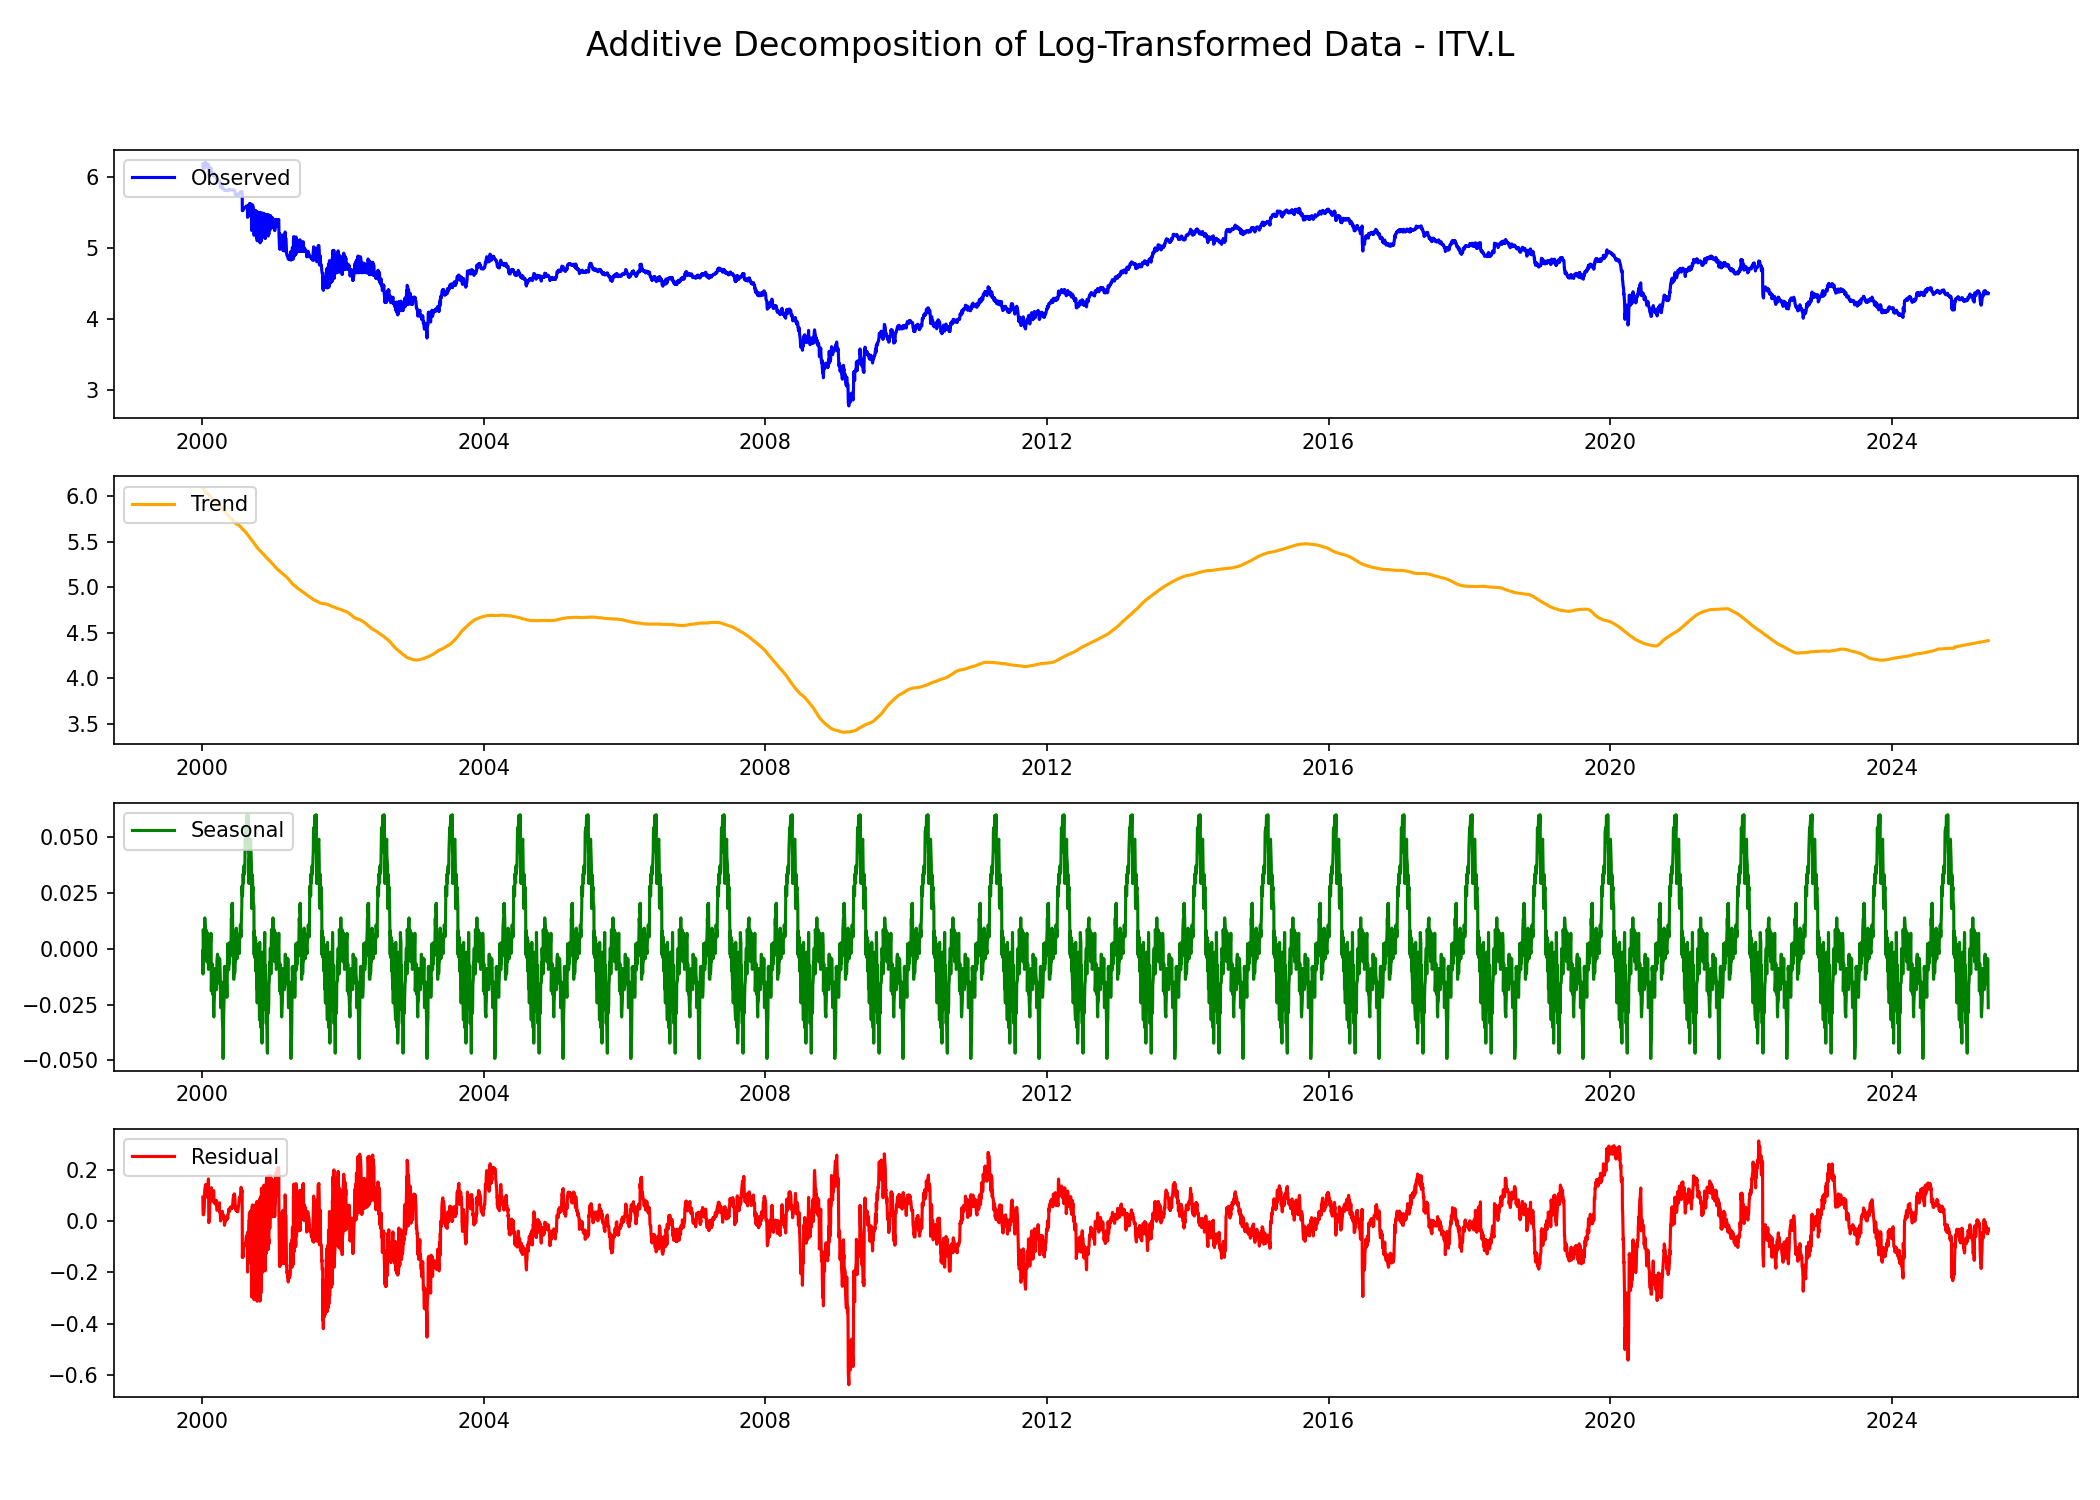 Additive Decomposition of Log-Transformed Data - ITV.L
Observed
6
5
4
3
2000 2004 2008 2012 2016 2020 2024
Trend
6.0
5.5
5.0
4.5
4.0
3.5
2000 2004 2008 2012 2016 2020 2024
Seasonal
0.050
0.025
0.000
−0.025
−0.050
2000 2004 2008 2012 2016 2020 2024
Residual
0.2
0.0
−0.2
−0.4
−0.6
2000 2004 2008 2012 2016 2020 2024